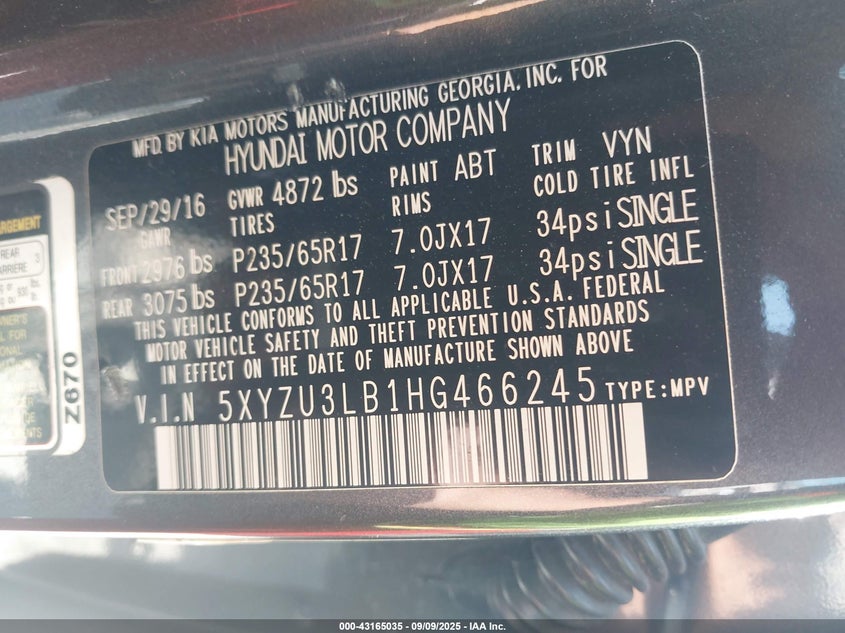 MFD. BY KIA MOTORS MANUFACTURING GEORGIA, INC. FOR
HYUNDAI MOTOR COMPANY
SEP/29/16 GVWR 4872 lbs PAINT ABT TRIM VYN
GAWR TIRES RIMS COLD TIRE INFL
FRONT 2976 bs P235/65R17 7.0JX17 34psi SINGLE
REAR 3075 bs P235/65R17 7.0JX17 34psi SINGLE
THIS VEHICLE CONFORMS TO ALL APPLICABLE U.S.A. FEDERAL
MOTOR VEHICLE SAFETY AND THEFT PREVENTION STANDARDS
IN EFFECT ON THE DATE OF MANUFACTURE SHOWN ABOVE
V.I.N 5XYZU3LB1HG466245 TYPE:MPV
REAR
3
Z670
000-43165035 - 09/09/2025 - IAA Inc.